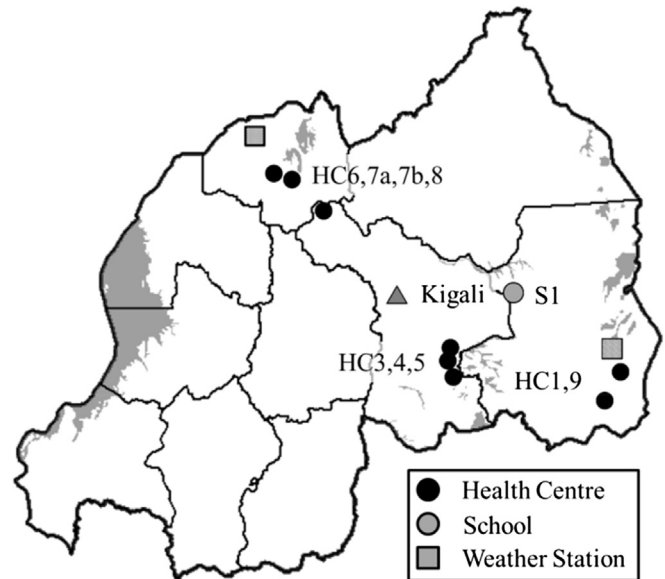 HC6,7a,7b,8
Kigali
S1
HC3,4,5
HC1,9
Health Centre
School
Weather Station